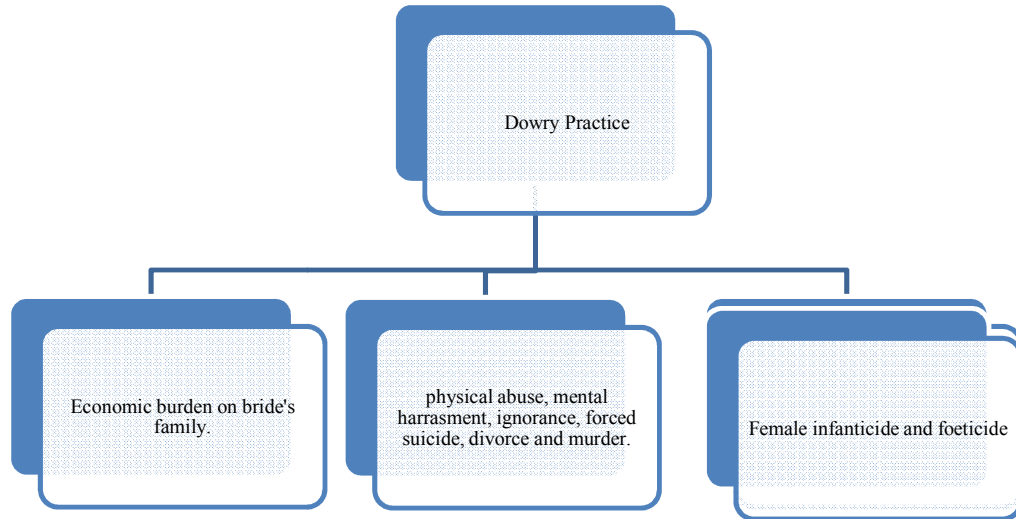 Dowry Practice
Economic burden on bride's
family.
physical abuse, mental
harrasment, ignorance, forced
suicide, divorce and murder.
Female infanticide and foeticide